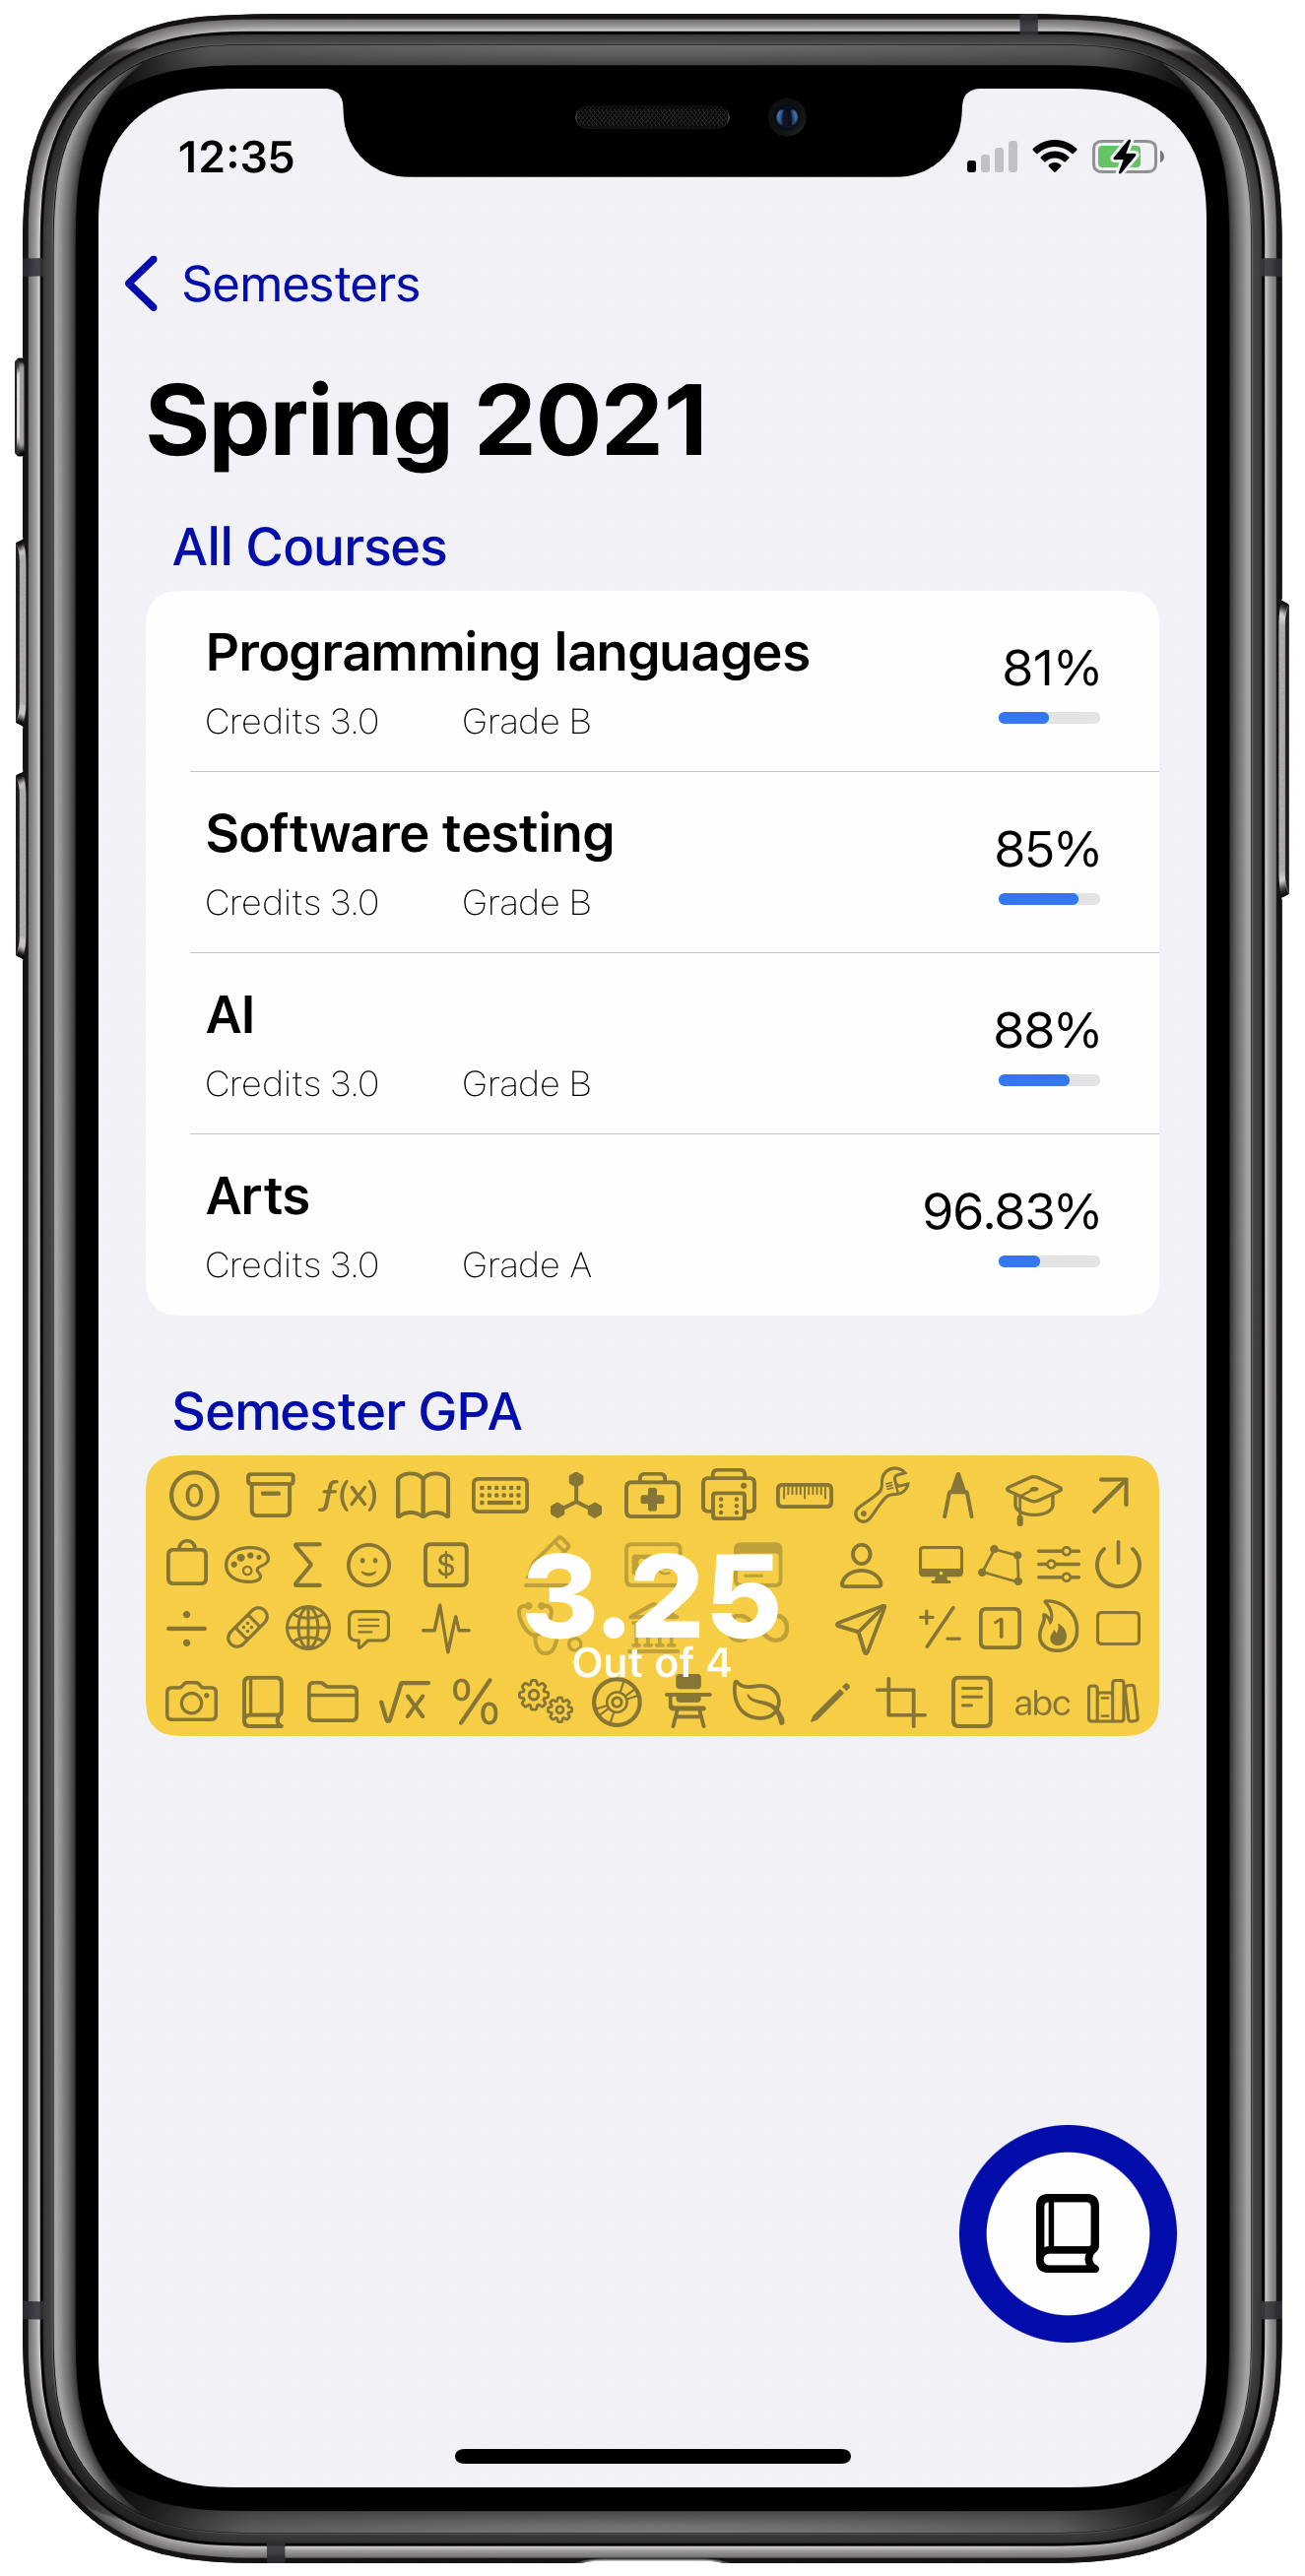 12:35
Semesters
Spring 2021
All Courses
Programming languages
81%
Credits 3.0 Grade B
Software testing
85%
Credits 3.0 Grade B
AI
88%
Credits 3.0 Grade B
Arts
96.83%
Credits 3.0 Grade A
Semester GPA
0 f(x)
$
3.25
+/- 1
Out of 4
√x % abc